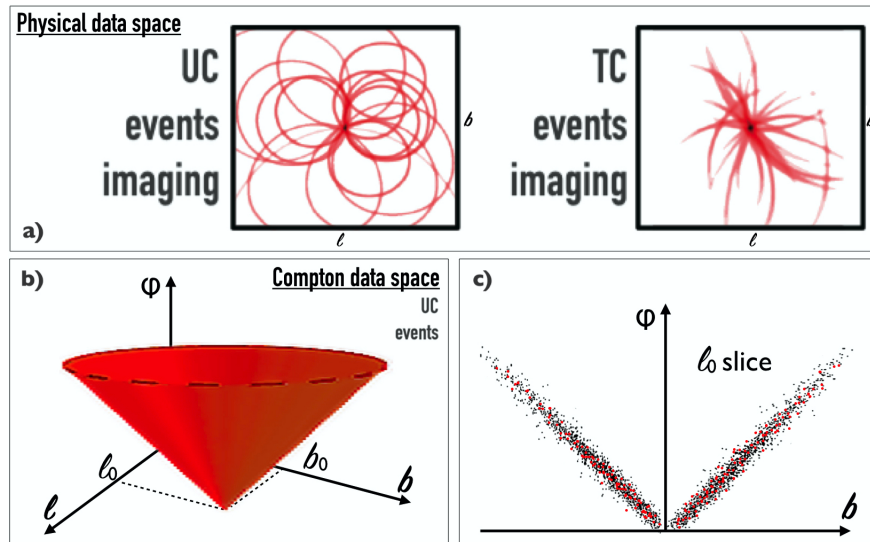 Physical data space
UC
events
imaging
b
ℓ
a)
TC
events
imaging
b
ℓ
b)
Compton data space
UC
events
φ
ℓ₀
b₀
ℓ
b
c)
φ
ℓ₀ slice
b